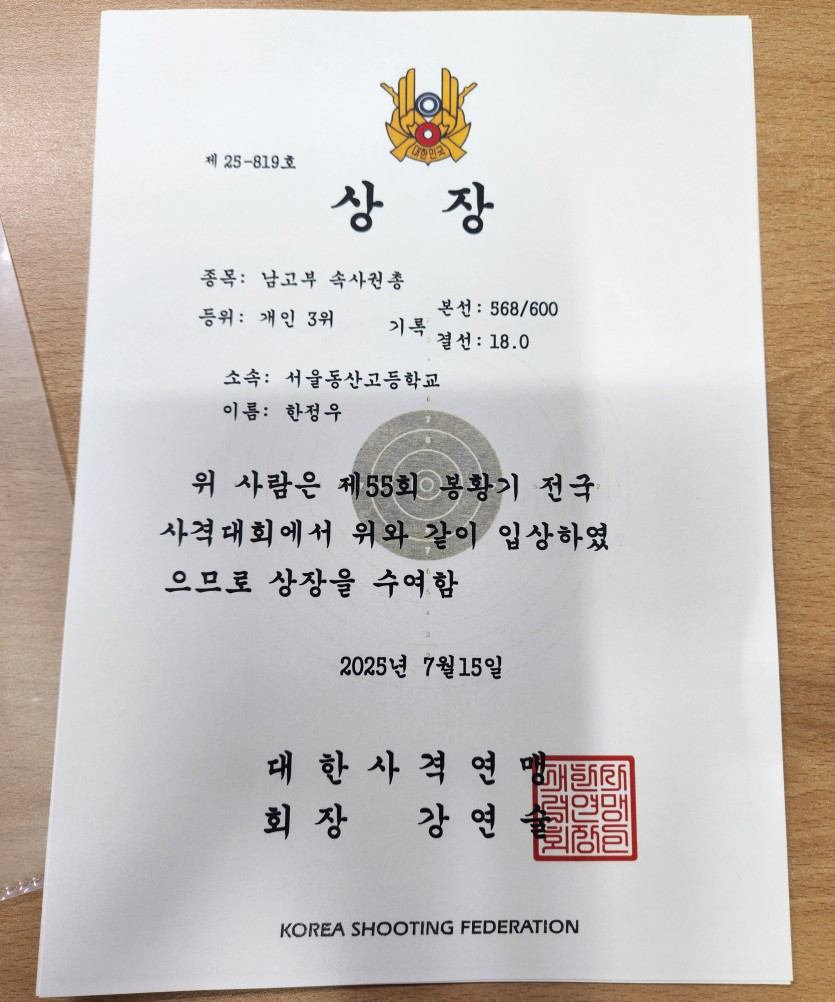 대한민국
제 25-819호
상 장
종목: 남고부 속사권총
등위: 개인 3위
기록 본선: 568/600
결선: 18.0
소속: 서울동산고등학교
이름: 한정우
위 사람은 제55회 봉황기 전국
사격대회에서 위와 같이 입상하였
으므로 상장을 수여함
2025년 7월15일
대 한 사 격 연 맹
회 장 강 연 술
KOREA SHOOTING FEDERATION